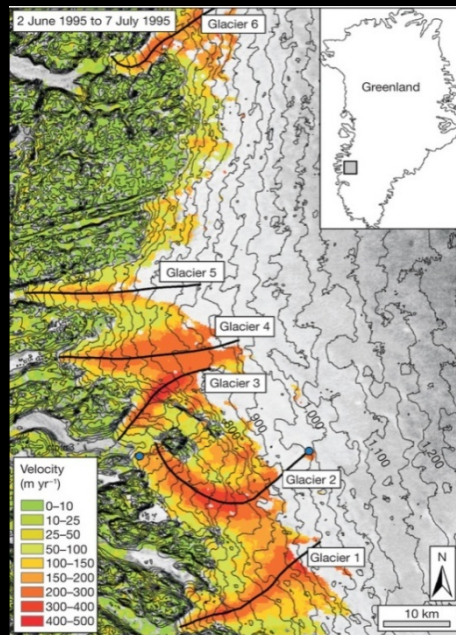 2 June 1995 to 7 July 1995
Glacier 6
Greenland
Glacier 5
Glacier 4
Glacier 3
800
900
1000
1,100
1,200
Glacier 2
Glacier 1
Velocity
(m yr⁻¹)
0–10
10–25
25–50
50–100
100–150
150–200
200–300
300–400
400–500
N
10 km